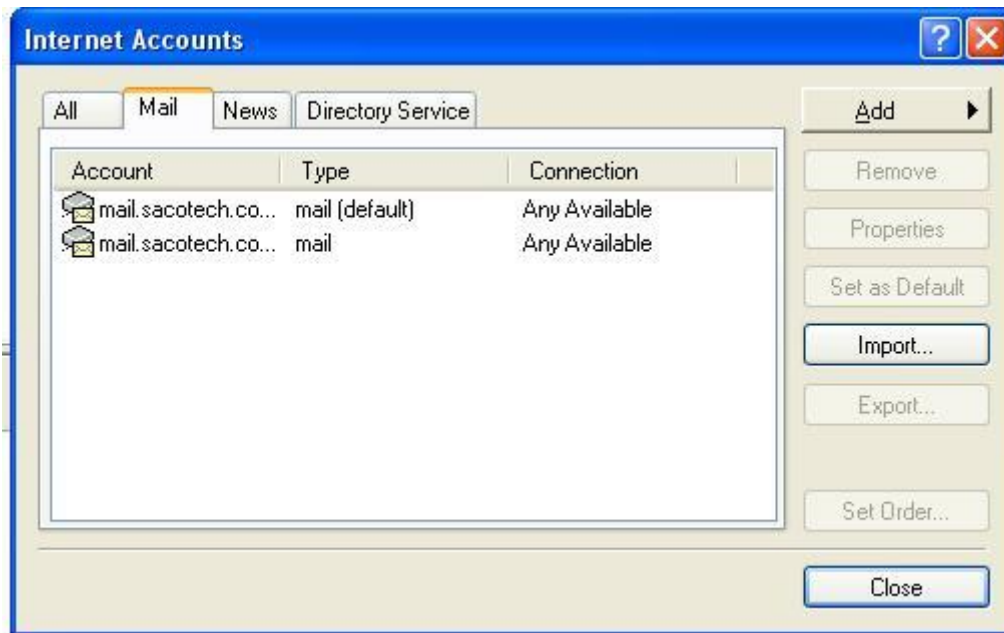 Internet Accounts
All Mail News Directory Service
Add
Account Type Connection
Remove
mail.sacotech.co... mail (default) Any Available
mail.sacotech.co... mail Any Available
Properties
Set as Default
Import...
Export...
Set Order...
Close